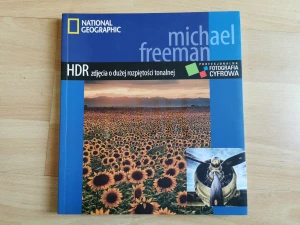 NATIONAL
GEOGRAPHIC
michael
freeman
HDR zdjęcia o dużej rozpiętości tonalnej
PROFESJONALNA
FOTOGRAFIA
CYFROWA